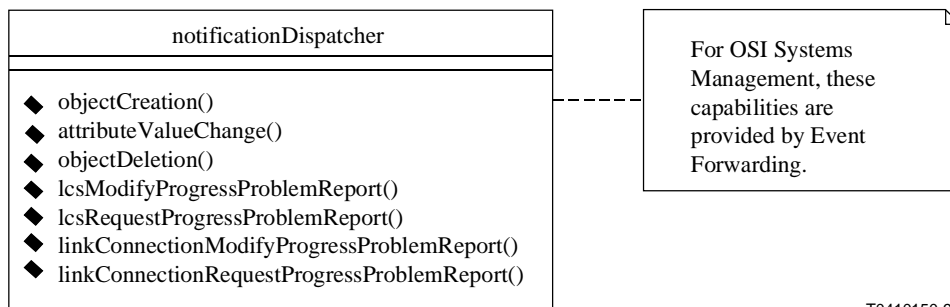 notificationDispatcher
objectCreation()
attributeValueChange()
objectDeletion()
lcsModifyProgressProblemReport()
lcsRequestProgressProblemReport()
linkConnectionModifyProgressProblemReport()
linkConnectionRequestProgressProblemReport()
For OSI Systems
Management, these
capabilities are
provided by Event
Forwarding.